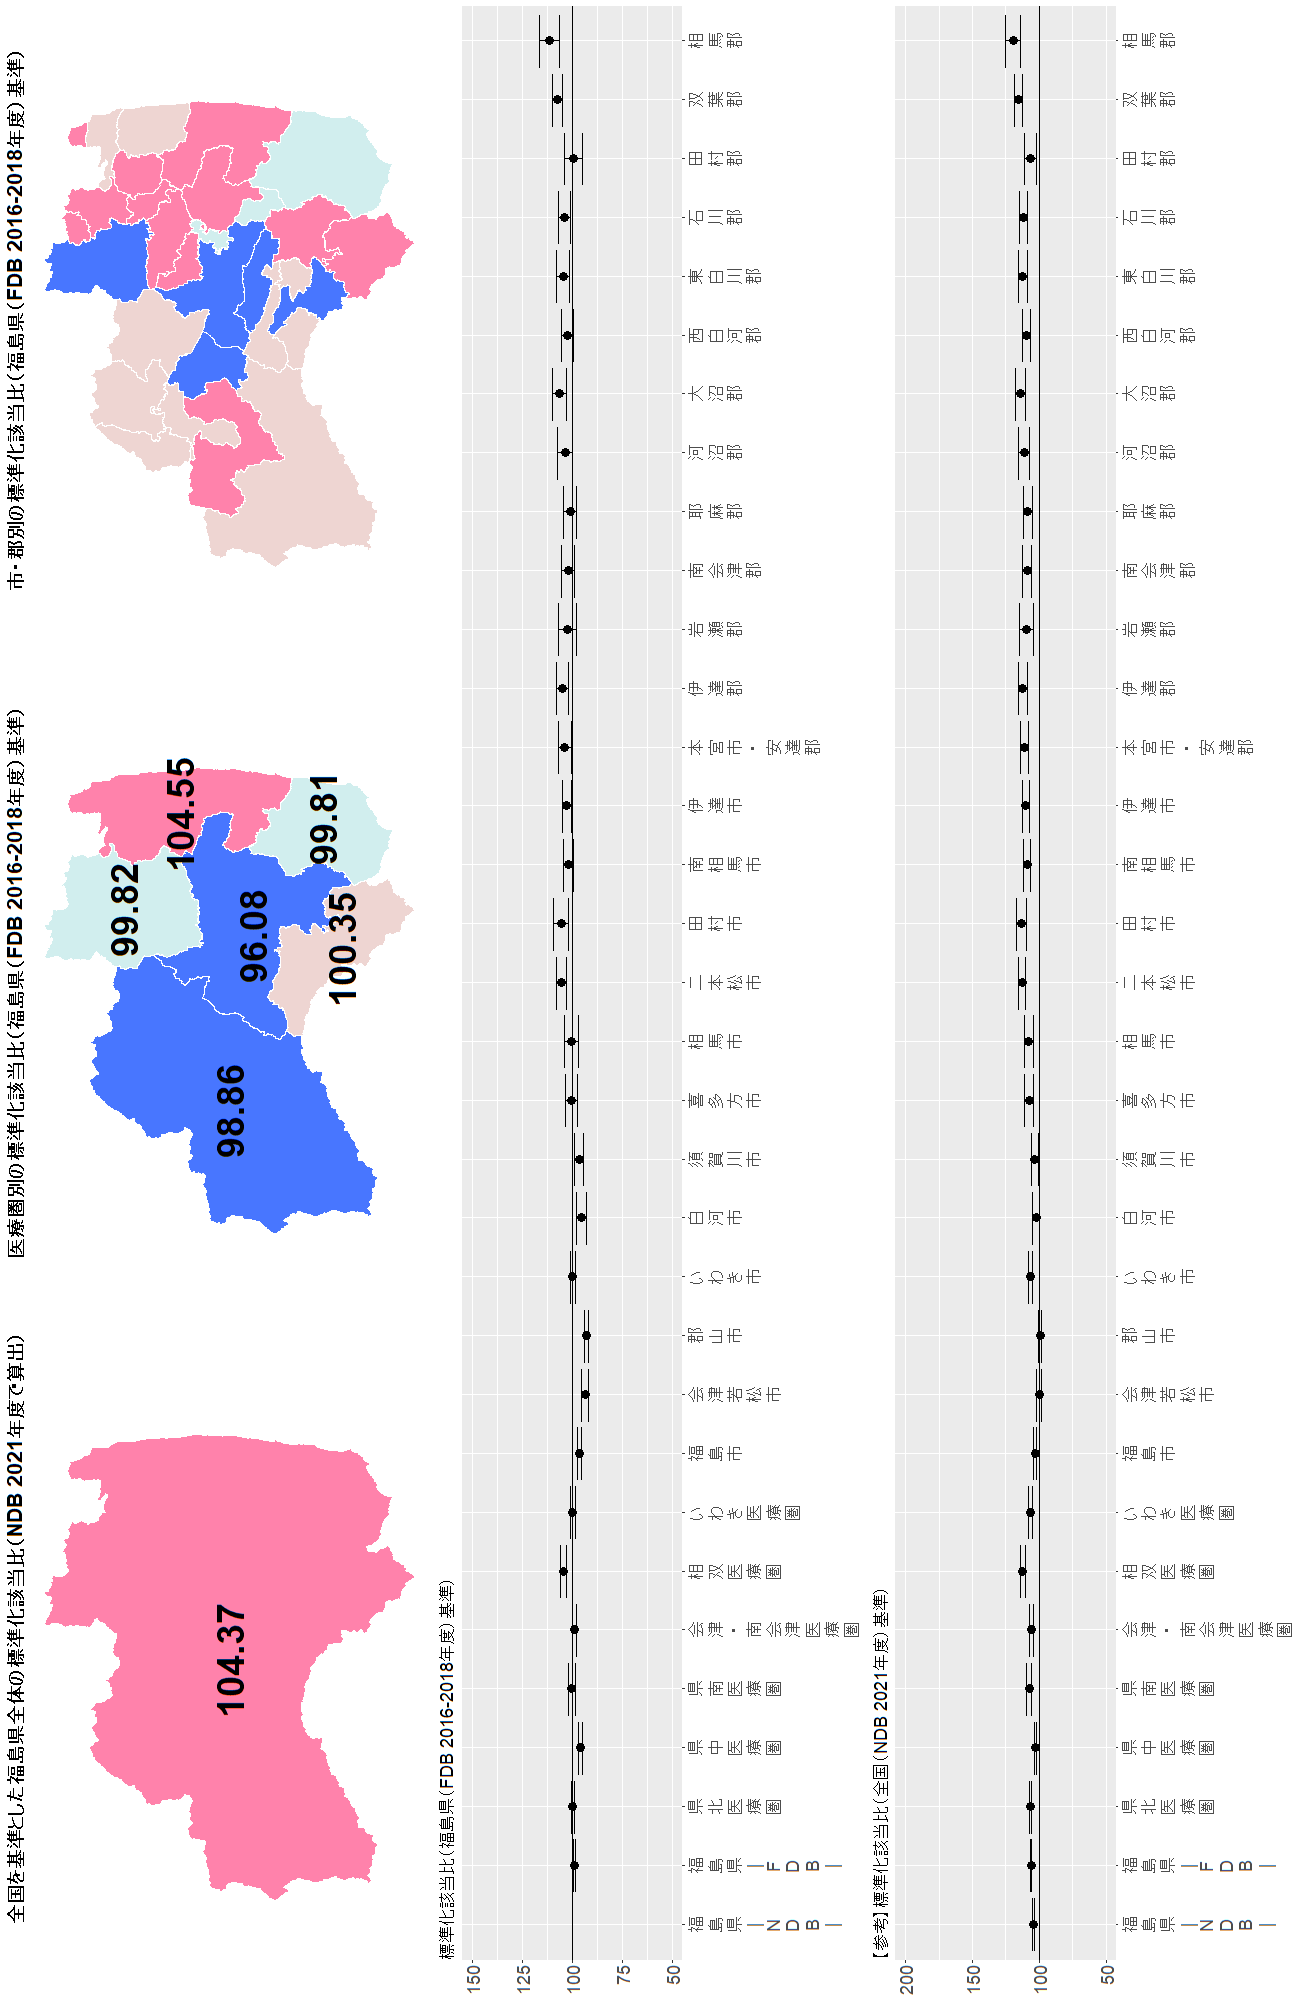 全国を基準とした福島県全体の標準化該当比(NDB 2021年度で算出)
104.37
医療圏別の標準化該当比(福島県(FDB 2016-2018年度)基準)
99.82
104.55
98.86
96.08
99.81
100.35
市・郡別の標準化該当比(福島県(FDB 2016-2018年度)基準)
標準化該当比(福島県(FDB 2016-2018年度)基準)
150
125
100
75
50
福島県(NDB)
福島県(FDB)
県北医療圏
県中医療圏
県南医療圏
会津・南会津医療圏
相双医療圏
いわき医療圏
福島市
会津若松市
郡山市
いわき市
白河市
須賀川市
喜多方市
相馬市
二本松市
田村市
南相馬市
伊達市
本宮市・安達郡
伊達郡
岩瀬郡
南会津郡
耶麻郡
河沼郡
大沼郡
西白河郡
東白川郡
石川郡
田村郡
双葉郡
相馬郡
【参考】標準化該当比(全国(NDB 2021年度)基準)
200
150
100
50
福島県(NDB)
福島県(FDB)
県北医療圏
県中医療圏
県南医療圏
会津・南会津医療圏
相双医療圏
いわき医療圏
福島市
会津若松市
郡山市
いわき市
白河市
須賀川市
喜多方市
相馬市
二本松市
田村市
南相馬市
伊達市
本宮市・安達郡
伊達郡
岩瀬郡
南会津郡
耶麻郡
河沼郡
大沼郡
西白河郡
東白川郡
石川郡
田村郡
双葉郡
相馬郡